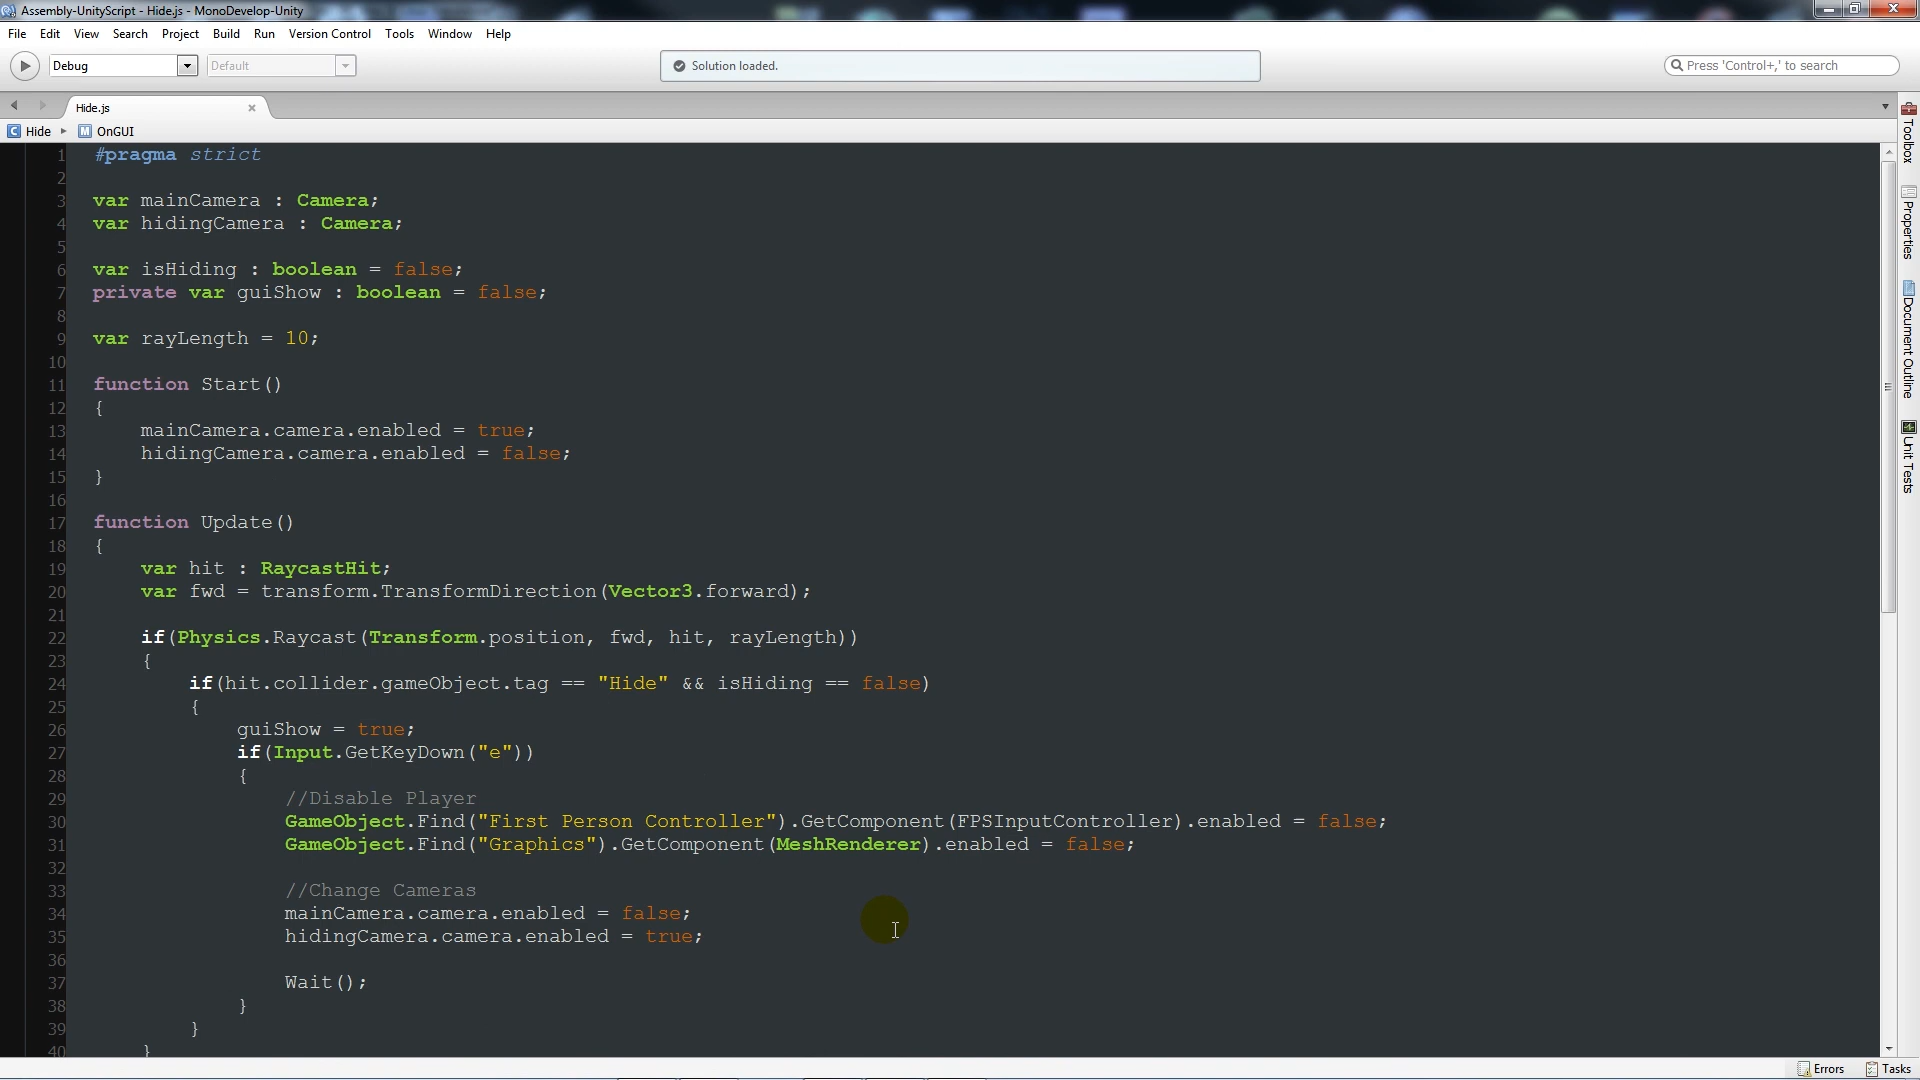 Assembly-UnityScript - Hide.js - MonoDevelop-Unity
File Edit View Search Project Build Run Version Control Tools Window Help
Debug Default Solution loaded. Press 'Control+,' to search
Hide.js
Hide OnGUI
1 #pragma strict
2
3 var mainCamera : Camera;
4 var hidingCamera : Camera;
5
6 var isHiding : boolean = false;
7 private var guiShow : boolean = false;
8
9 var rayLength = 10;
10
11 function Start()
12 {
13 mainCamera.camera.enabled = true;
14 hidingCamera.camera.enabled = false;
15 }
16
17 function Update()
18 {
19 var hit : RaycastHit;
20 var fwd = transform.TransformDirection(Vector3.forward);
21
22 if(Physics.Raycast(Transform.position, fwd, hit, rayLength))
23 {
24 if(hit.collider.gameObject.tag == "Hide" && isHiding == false)
25 {
26 guiShow = true;
27 if(Input.GetKeyDown("e"))
28 {
29 //Disable Player
30 GameObject.Find("First Person Controller").GetComponent(FPSInputController).enabled = false;
31 GameObject.Find("Graphics").GetComponent(MeshRenderer).enabled = false;
32
33 //Change Cameras
34 mainCamera.camera.enabled = false;
35 hidingCamera.camera.enabled = true;
36
37 Wait();
38 }
39 }
40 }
Toolbox
Properties
Document Outline
Unit Tests
Errors Tasks